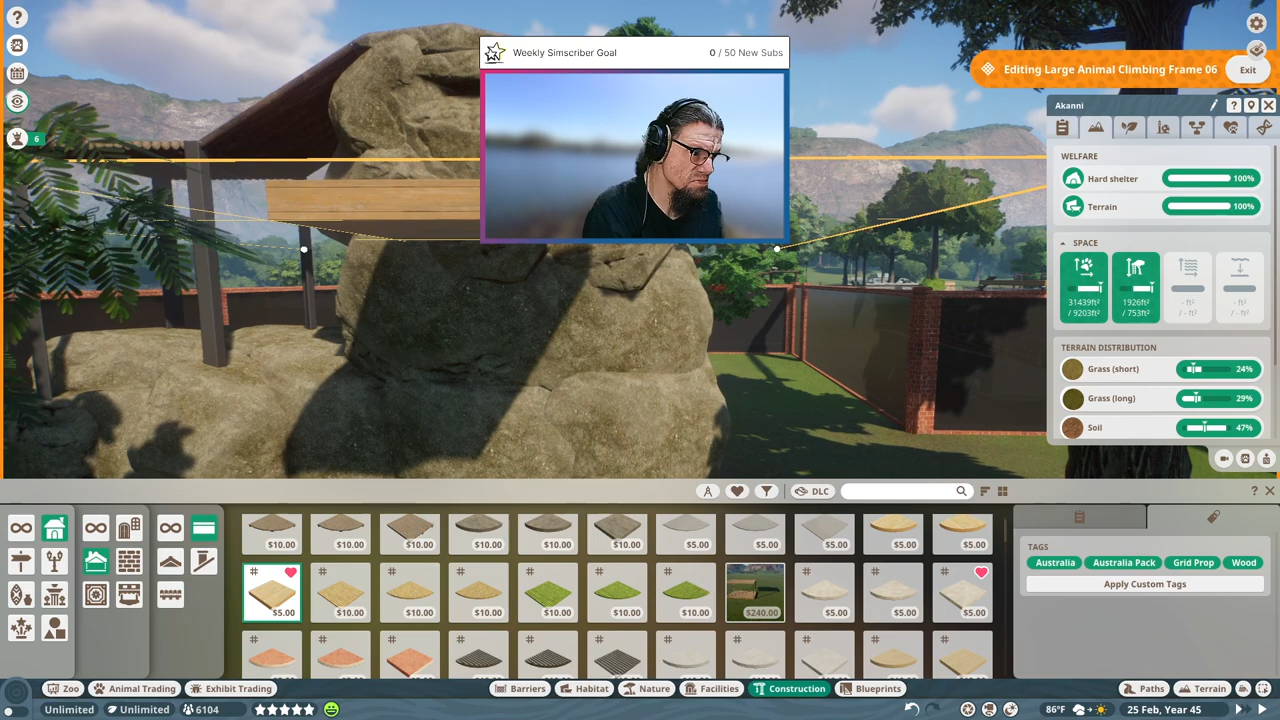 Weekly Simscriber Goal
0 / 50 New Subs
Editing Large Animal Climbing Frame 06
Exit
Akanni
6
WELFARE
Hard shelter
100%
Terrain
100%
SPACE
31439ft²
/ 9203ft²
1926ft²
/ 753ft²
- ft²
/ - ft²
- ft²
/ - ft²
TERRAIN DISTRIBUTION
Grass (short)
24%
Grass (long)
29%
Soil
47%
DLC
$10.00
$10.00
$10.00
$10.00
$10.00
$10.00
$5.00
$5.00
$5.00
$10.00
$10.00
$5.00
$10.00
$10.00
$10.00
$10.00
$10.00
$10.00
$240.00
$5.00
$5.00
$5.00
TAGS
Australia
Australia Pack
Grid Prop
Wood
Apply Custom Tags
Zoo
Animal Trading
Exhibit Trading
Barriers
Habitat
Nature
Facilities
Construction
Blueprints
Paths
Terrain
Unlimited
Unlimited
6104
86°F
25 Feb, Year 45